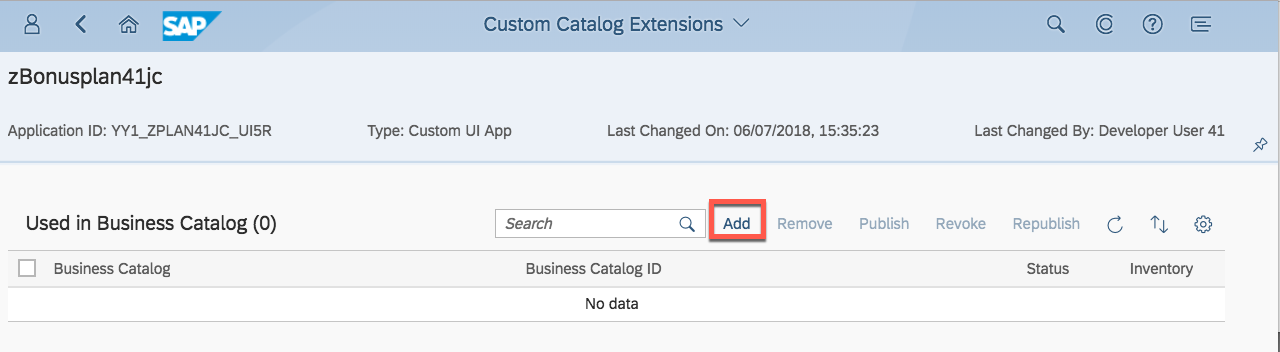 SAP Custom Catalog Extensions
zBonusplan41jc
Application ID: YY1_ZPLAN41JC_UI5R Type: Custom UI App Last Changed On: 06/07/2018, 15:35:23 Last Changed By: Developer User 41
Used in Business Catalog (0) Search Add Remove Publish Revoke Republish
Business Catalog Business Catalog ID Status Inventory
No data